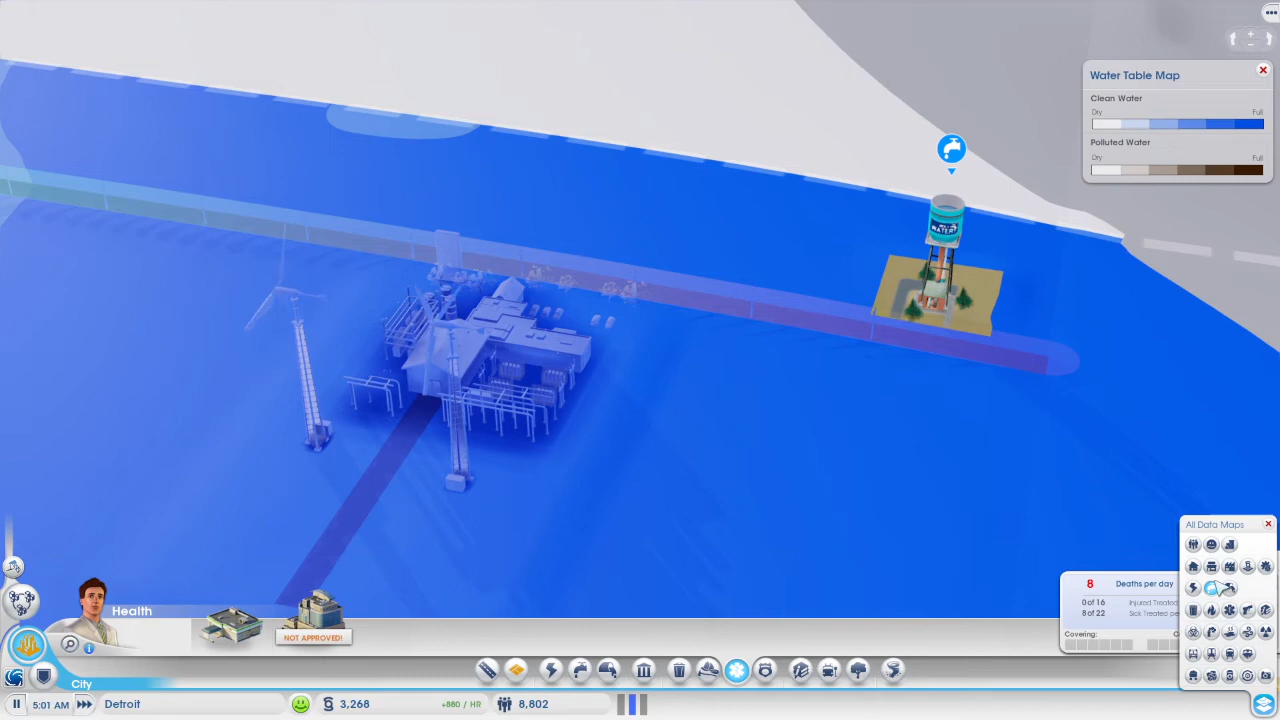 Water Table Map
Clean Water
Dry Full
Polluted Water
Dry Full
WATER
All Data Maps
8 Deaths per day
0 of 16 Injured Treated
8 of 22 Sick Treated pe
Covering:
Health
NOT APPROVED!
City
5:01 AM
Detroit
3,268
+880 / HR
8,802